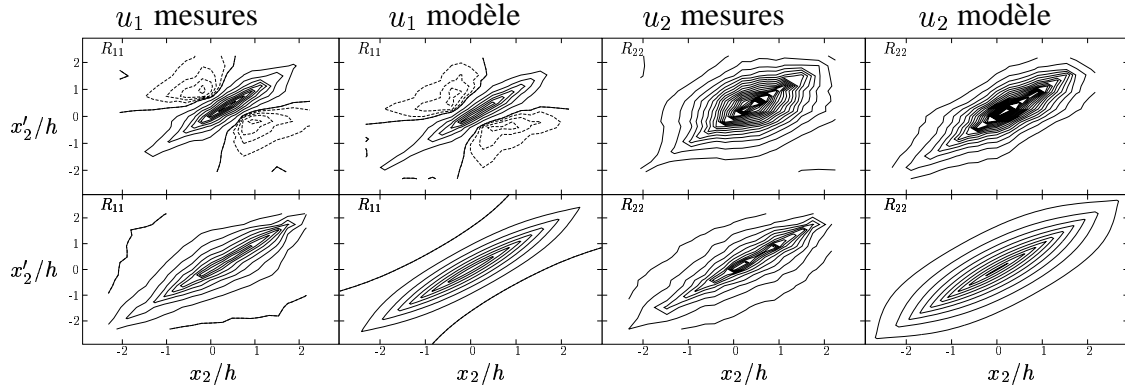 u₁ mesures u₁ modèle u₂ mesures u₂ modèle
R₁₁ R₁₁ R₂₂ R₂₂
2
1
x′₂/h
0
-1
-2
R₁₁ R₁₁ R₂₂ R₂₂
2
1
x′₂/h
0
-1
-2
-2 -1 0 1 2 -2 -1 0 1 2 -2 -1 0 1 2 -2 -1 0 1 2
x₂/h x₂/h x₂/h x₂/h